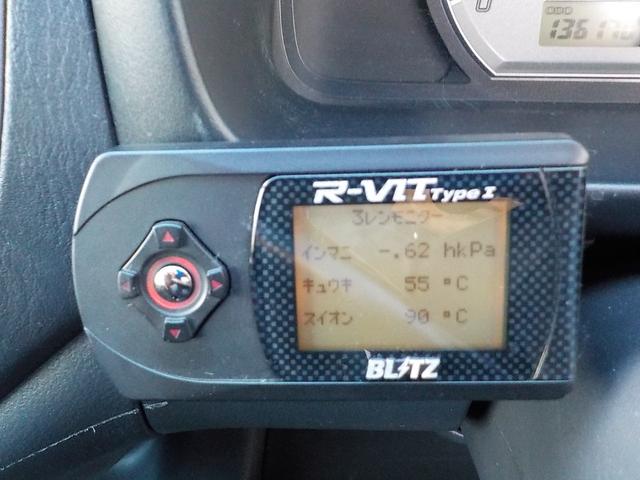 R-VIT Type I
3レンモニター
インマニ -.62 hkPa
キュウキ 55 °C
スイオン 90 °C
BLITZ